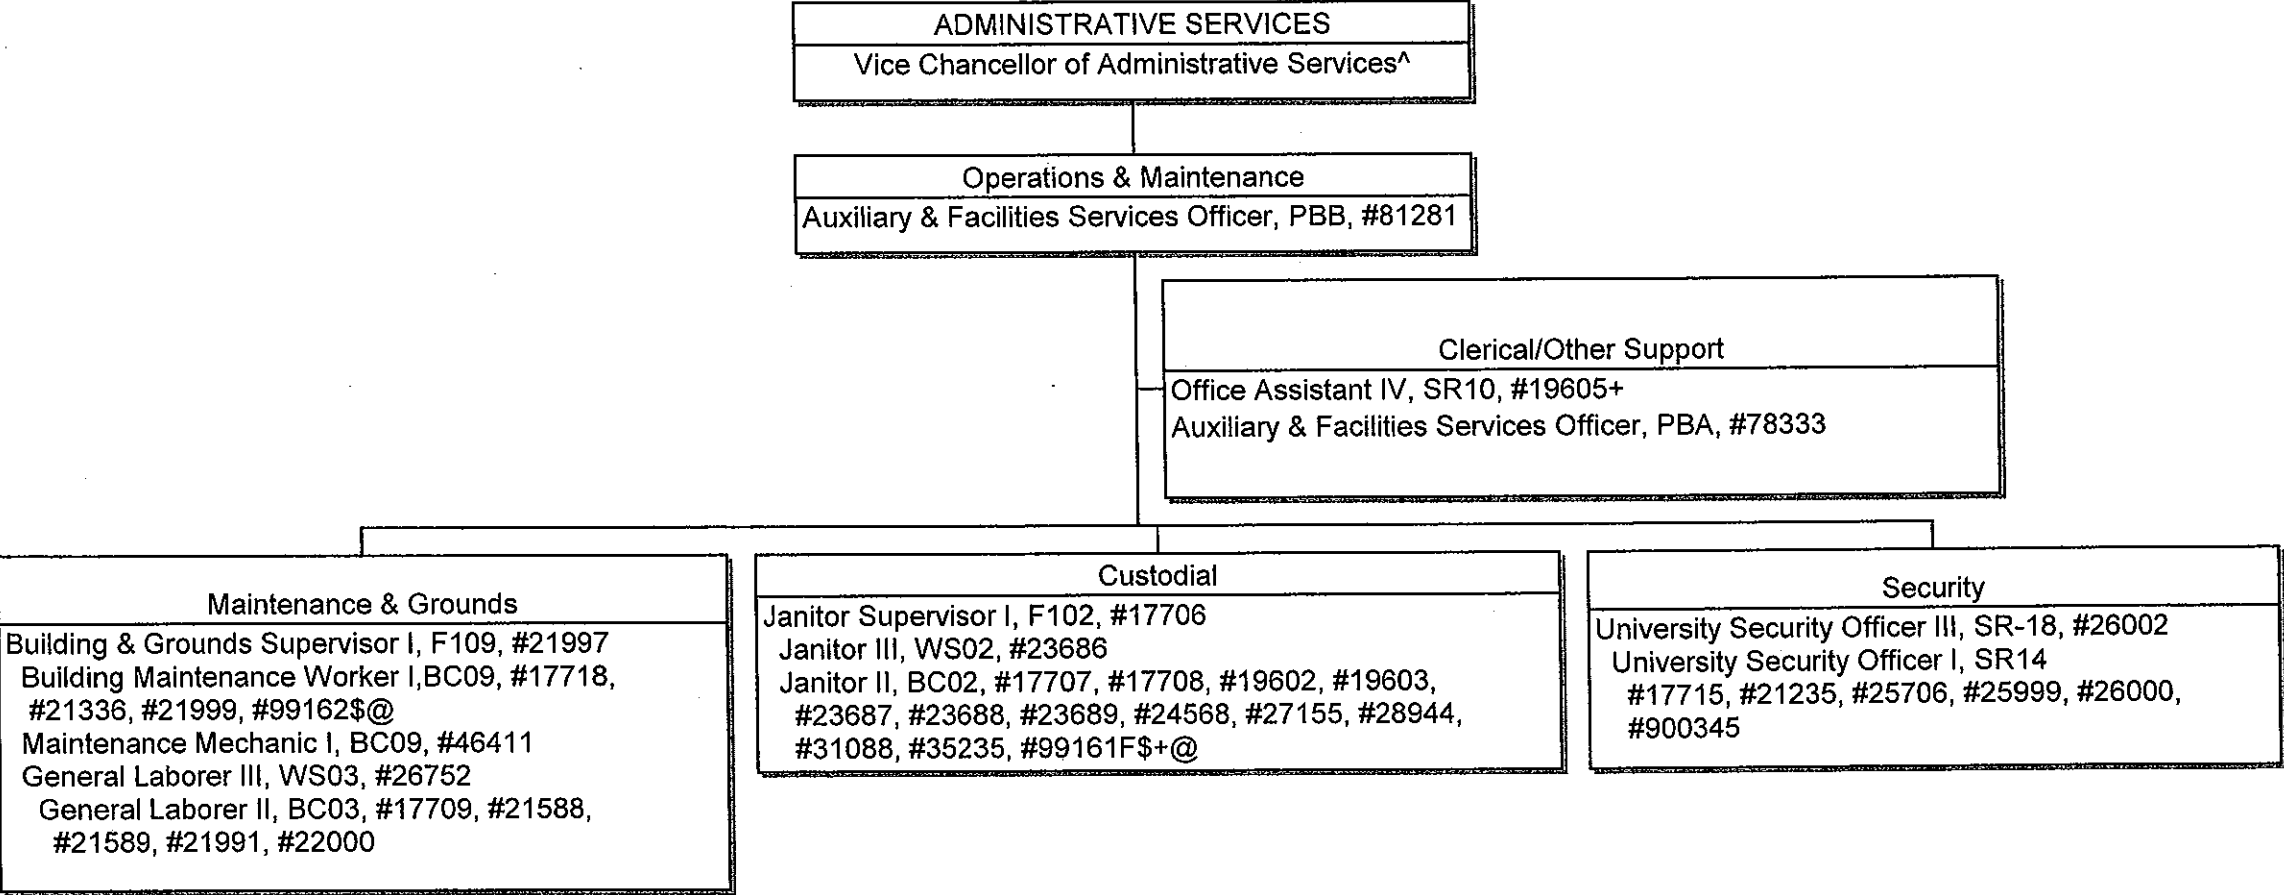 ADMINISTRATIVE SERVICES
Vice Chancellor of Administrative Services^
Operations & Maintenance
Auxiliary & Facilities Services Officer, PBB, #81281
Clerical/Other Support
Office Assistant IV, SR10, #19605+
Auxiliary & Facilities Services Officer, PBA, #78333
Maintenance & Grounds
Building & Grounds Supervisor I, F109, #21997
Building Maintenance Worker I,BC09, #17718,
#21336, #21999, #99162$@
Maintenance Mechanic I, BC09, #46411
General Laborer III, WS03, #26752
General Laborer II, BC03, #17709, #21588,
#21589, #21991, #22000
Custodial
Janitor Supervisor I, F102, #17706
Janitor III, WS02, #23686
Janitor II, BC02, #17707, #17708, #19602, #19603,
#23687, #23688, #23689, #24568, #27155, #28944,
#31088, #35235, #99161F$+@
Security
University Security Officer III, SR-18, #26002
University Security Officer I, SR14
#17715, #21235, #25706, #25999, #26000,
#900345